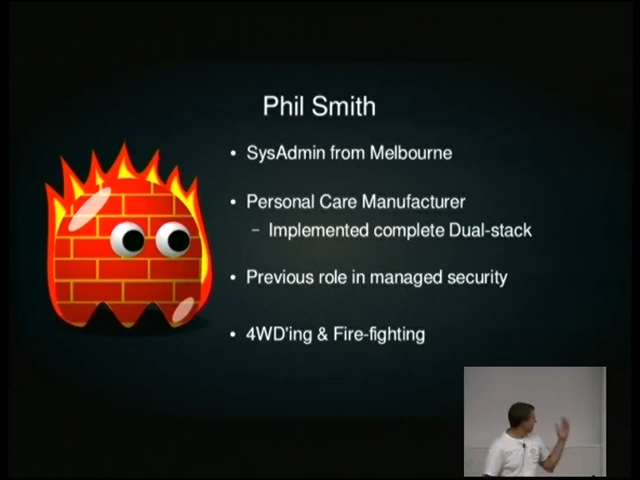 Phil Smith
• SysAdmin from Melbourne
• Personal Care Manufacturer
– Implemented complete Dual-stack
• Previous role in managed security
• 4WD'ing & Fire-fighting